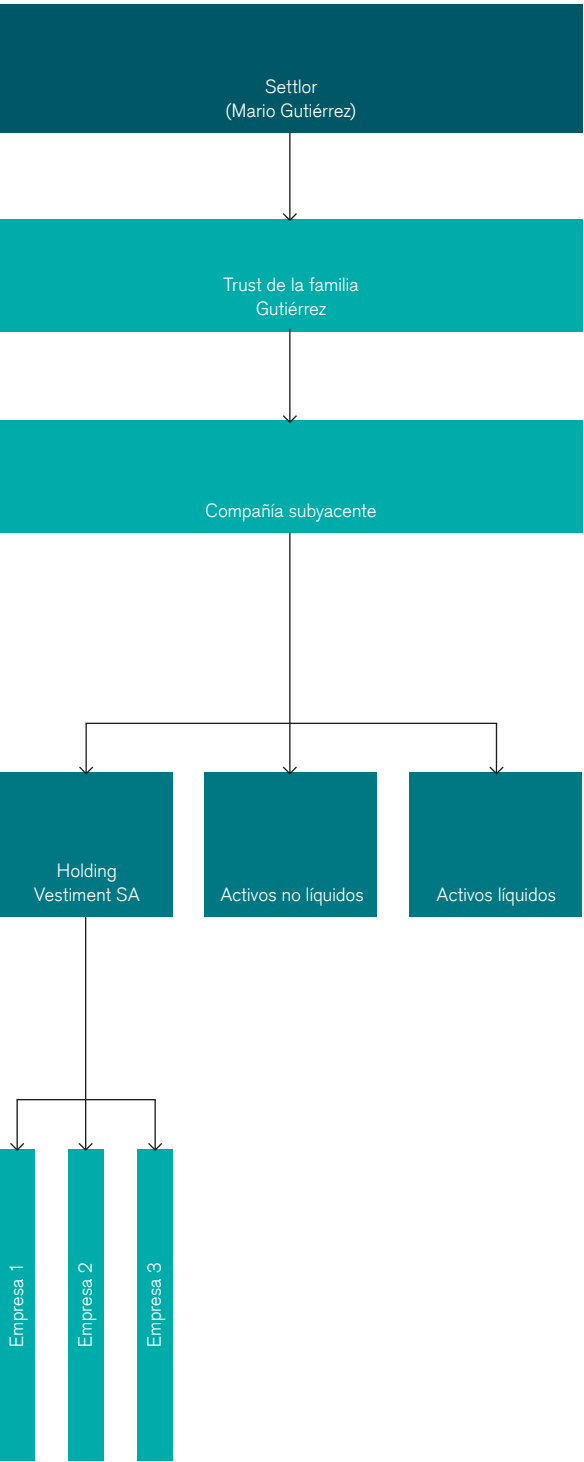 Settlor
(Mario Gutiérrez)
Trust de la familia
Gutiérrez
Compañía subyacente
Holding
Vestiment SA
Activos no líquidos
Activos líquidos
Empresa 1
Empresa 2
Empresa 3